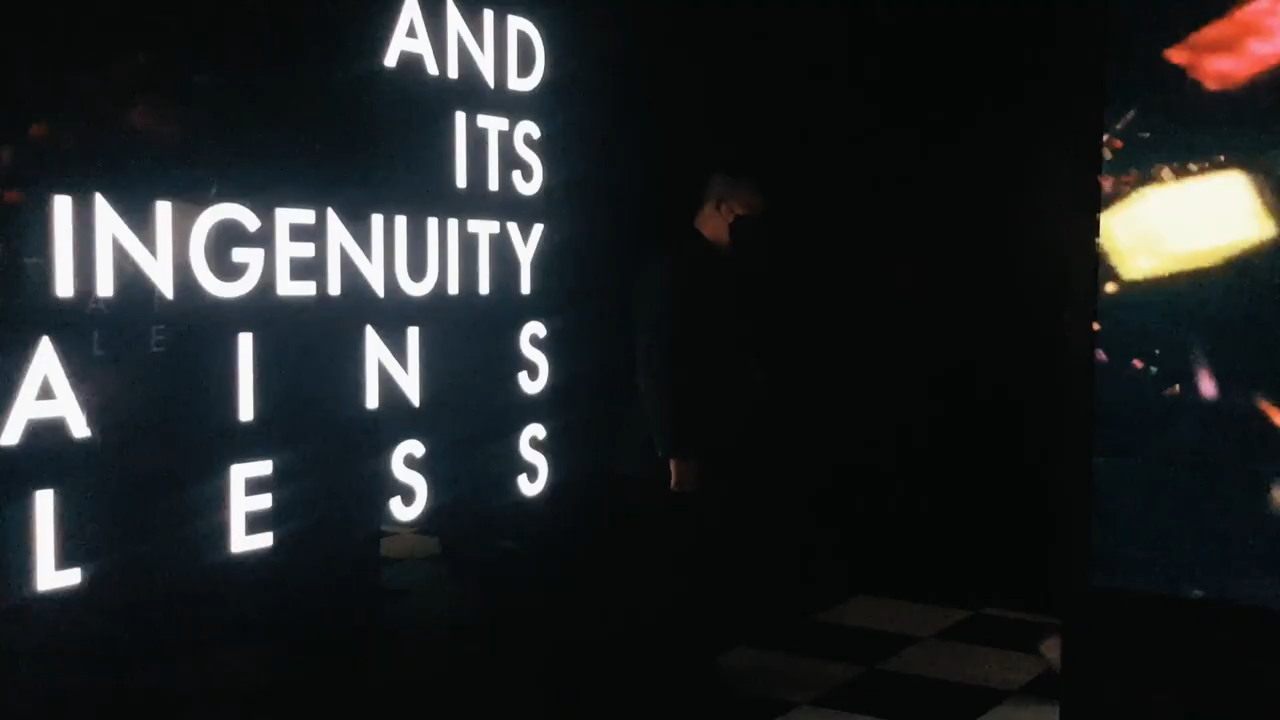 AND
ITS
INGENUITY
A I N S
L E S S